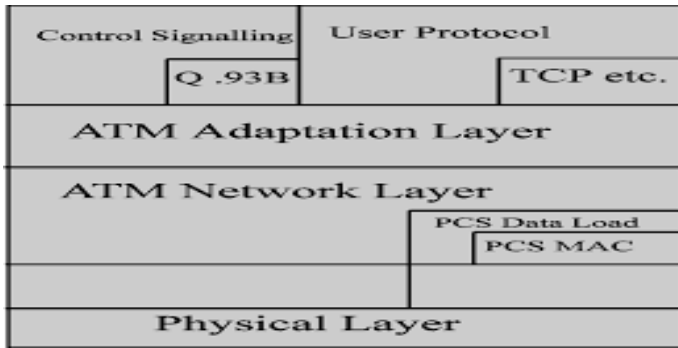 Control Signalling
User Protocol
Q .93B
TCP etc.
ATM Adaptation Layer
ATM Network Layer
PCS Data Load
PCS MAC
Physical Layer